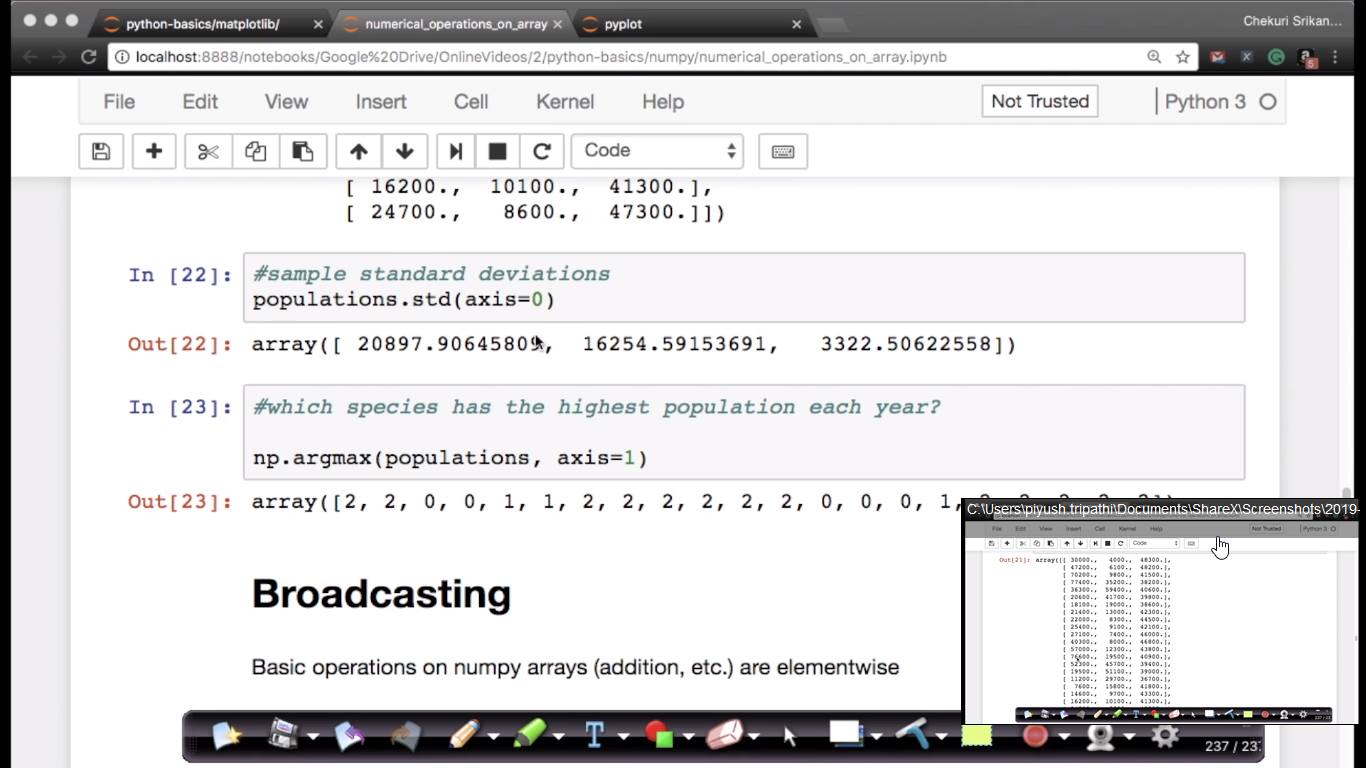 python-basics/matplotlib/
numerical_operations_on_array
pyplot
Chekuri Srikan...
localhost:8888/notebooks/Google%20Drive/OnlineVideos/2/python-basics/numpy/numerical_operations_on_array.ipynb
5
File Edit View Insert Cell Kernel Help
Not Trusted
Python 3
Code
[ 16200., 10100., 41300.],
[ 24700., 8600., 47300.]])
In [22]: #sample standard deviations
populations.std(axis=0)
Out[22]: array([ 20897.90645809, 16254.59153691, 3322.50622558])
In [23]: #which species has the highest population each year?
np.argmax(populations, axis=1)
Out[23]: array([2, 2, 0, 0, 1, 1, 2, 2, 2, 2, 2, 2, 0, 0, 0, 1,
Broadcasting
Basic operations on numpy arrays (addition, etc.) are elementwise
T
237 / 23
C:\Users\piyush.tripathi\Documents\ShareX\Screenshots\2019-
File Edit View Insert Cell Kernel Help
Not Trusted
Python 3
Code
Out[21]: array([[ 30000., 4000., 48300.],
[ 47200., 6100., 48200.],
[ 70200., 9800., 41500.],
[ 77400., 35200., 38200.],
[ 36300., 59400., 40600.],
[ 20600., 41700., 39800.],
[ 18100., 19000., 38600.],
[ 21400., 13000., 42300.],
[ 22000., 8300., 44500.],
[ 25400., 9100., 42100.],
[ 27100., 7400., 46000.],
[ 40300., 8000., 46800.],
[ 57000., 12300., 43800.],
[ 76600., 19500., 40900.],
[ 52300., 45700., 39400.],
[ 19500., 51100., 39000.],
[ 11200., 29700., 36700.],
[ 7600., 15800., 41800.],
[ 14600., 9700., 43300.],
[ 16200., 10100., 41300.],